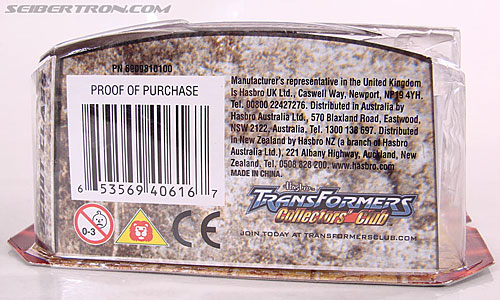 SEIBERTRON.COM
PN 6909810100
PROOF OF PURCHASE
6 53569 40616 7
0-3
CE
Manufacturer's representative in the United Kingdom
is Hasbro UK Ltd., Caswell Way, Newport, NP19 4YH.
Tel. 00800 22427276. Distributed in Australia by
Hasbro Australia Ltd., 570 Blaxland Road, Eastwood,
NSW 2122, Australia. Tel. 1300 138 697. Distributed
in New Zealand by Hasbro NZ (a branch of Hasbro
Australia Ltd.), 221 Albany Highway, Auckland, New
Zealand, Tel. 0508 828 200. www.hasbro.com
MADE IN CHINA.
Hasbro
TRANSFORMERS
Collectors' Club
JOIN TODAY AT TRANSFORMERSCLUB.COM